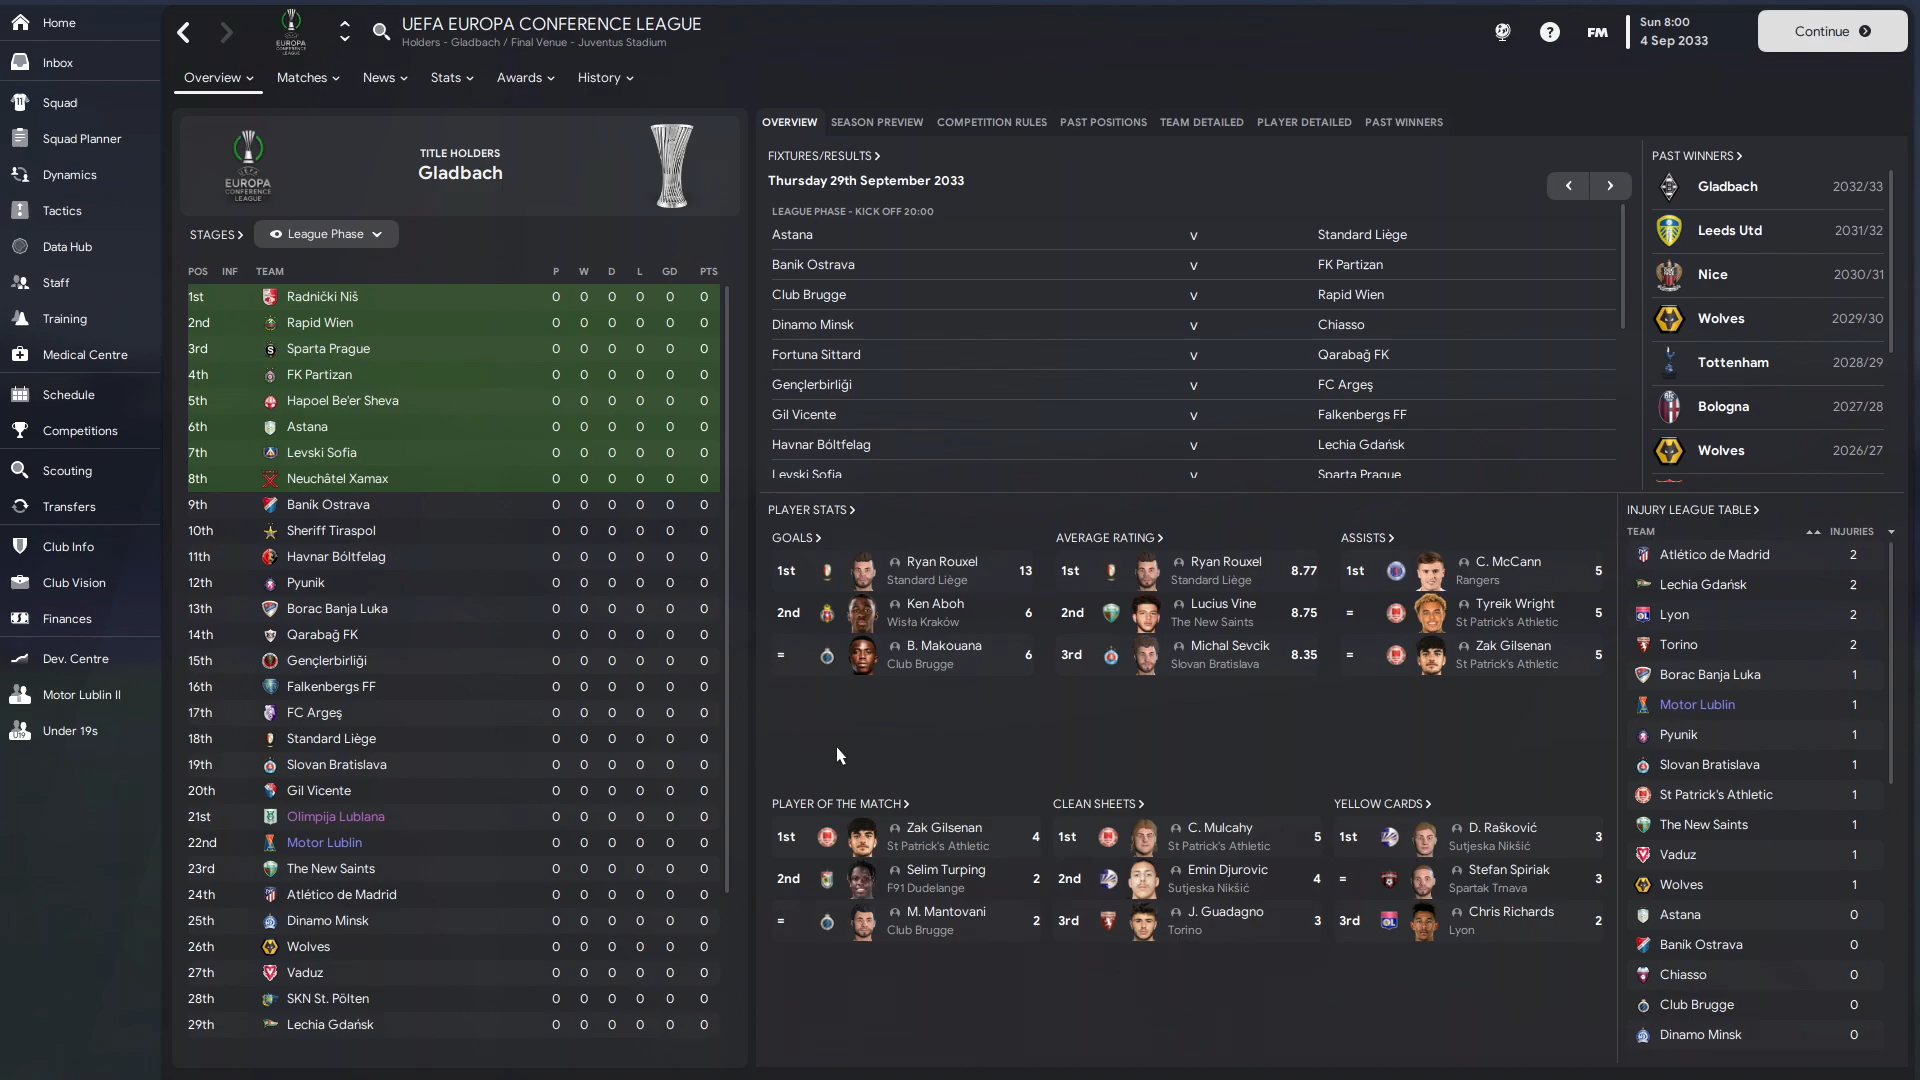 Home
Inbox
Squad
Squad Planner
Dynamics
Tactics
Data Hub
Staff
Training
Medical Centre
Schedule
Competitions
Scouting
Transfers
Club Info
Club Vision
Finances
Dev. Centre
Motor Lublin II
Under 19s
UEFA EUROPA CONFERENCE LEAGUE
Holders - Gladbach / Final Venue - Juventus Stadium
FM
Sun 8:00
4 Sep 2033
Continue
Overview Matches News Stats Awards History
EUROPA
CONFERENCE
LEAGUE
TITLE HOLDERS
Gladbach
STAGES League Phase
POS INF TEAM P W D L GD PTS
1st Radnički Niš 0 0 0 0 0 0
2nd Rapid Wien 0 0 0 0 0 0
3rd Sparta Prague 0 0 0 0 0 0
4th FK Partizan 0 0 0 0 0 0
5th Hapoel Be'er Sheva 0 0 0 0 0 0
6th Astana 0 0 0 0 0 0
7th Levski Sofia 0 0 0 0 0 0
8th Neuchâtel Xamax 0 0 0 0 0 0
9th Baník Ostrava 0 0 0 0 0 0
10th Sheriff Tiraspol 0 0 0 0 0 0
11th Havnar Bóltfelag 0 0 0 0 0 0
12th Pyunik 0 0 0 0 0 0
13th Borac Banja Luka 0 0 0 0 0 0
14th Qarabağ FK 0 0 0 0 0 0
15th Gençlerbirliği 0 0 0 0 0 0
16th Falkenbergs FF 0 0 0 0 0 0
17th FC Argeş 0 0 0 0 0 0
18th Standard Liège 0 0 0 0 0 0
19th Slovan Bratislava 0 0 0 0 0 0
20th Gil Vicente 0 0 0 0 0 0
21st Olimpija Lublana 0 0 0 0 0 0
22nd Motor Lublin 0 0 0 0 0 0
23rd The New Saints 0 0 0 0 0 0
24th Atlético de Madrid 0 0 0 0 0 0
25th Dinamo Minsk 0 0 0 0 0 0
26th Wolves 0 0 0 0 0 0
27th Vaduz 0 0 0 0 0 0
28th SKN St. Pölten 0 0 0 0 0 0
29th Lechia Gdańsk 0 0 0 0 0 0
OVERVIEW SEASON PREVIEW COMPETITION RULES PAST POSITIONS TEAM DETAILED PLAYER DETAILED PAST WINNERS
FIXTURES/RESULTS
Thursday 29th September 2033
LEAGUE PHASE - KICK OFF 20:00
Astana v Standard Liège
Baník Ostrava v FK Partizan
Club Brugge v Rapid Wien
Dinamo Minsk v Chiasso
Fortuna Sittard v Qarabağ FK
Gençlerbirliği v FC Argeş
Gil Vicente v Falkenbergs FF
Havnar Bóltfelag v Lechia Gdańsk
Levski Sofia v Sparta Prague
PAST WINNERS
Gladbach 2032/33
Leeds Utd 2031/32
Nice 2030/31
Wolves 2029/30
Tottenham 2028/29
Bologna 2027/28
Wolves 2026/27
PLAYER STATS
GOALS
1st Ryan Rouxel 13
Standard Liège
2nd Ken Aboh 6
Wisła Kraków
= B. Makouana 6
Club Brugge
AVERAGE RATING
1st Ryan Rouxel 8.77
Standard Liège
2nd Lucius Vine 8.75
The New Saints
3rd Michal Sevcik 8.35
Slovan Bratislava
ASSISTS
1st C. McCann 5
Rangers
= Tyreik Wright 5
St Patrick's Athletic
= Zak Gilsenan 5
St Patrick's Athletic
PLAYER OF THE MATCH
1st Zak Gilsenan 4
St Patrick's Athletic
2nd Selim Turping 2
F91 Dudelange
= M. Mantovani 2
Club Brugge
CLEAN SHEETS
1st C. Mulcahy 5
St Patrick's Athletic
2nd Emin Djurovic 4
Sutjeska Nikšić
3rd J. Guadagno 3
Torino
YELLOW CARDS
1st D. Rašković 3
Sutjeska Nikšić
= Stefan Spiriak 3
Spartak Trnava
3rd Chris Richards 2
Lyon
INJURY LEAGUE TABLE
TEAM INJURIES
Atlético de Madrid 2
Lechia Gdańsk 2
Lyon 2
Torino 2
Borac Banja Luka 1
Motor Lublin 1
Pyunik 1
Slovan Bratislava 1
St Patrick's Athletic 1
The New Saints 1
Vaduz 1
Wolves 1
Astana 0
Baník Ostrava 0
Chiasso 0
Club Brugge 0
Dinamo Minsk 0